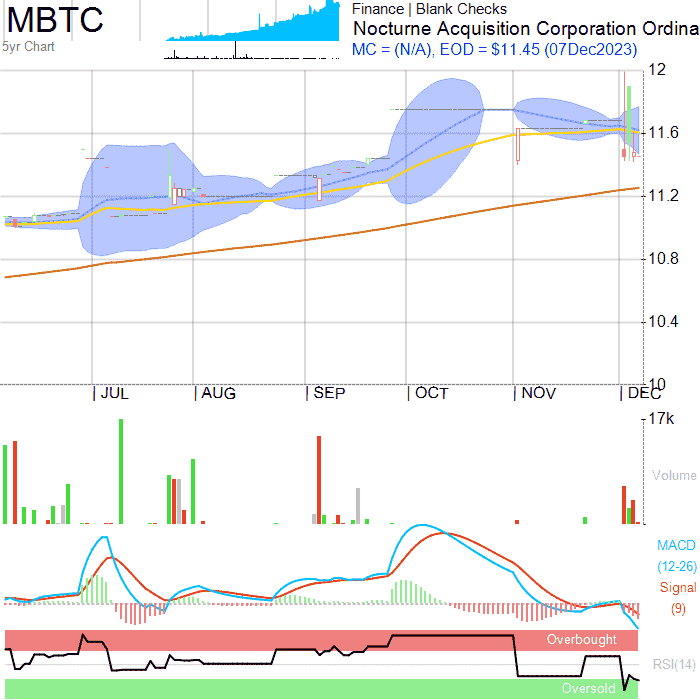 MBTC
5yr Chart
Finance | Blank Checks
Nocturne Acquisition Corporation Ordina
MC = (N/A), EOD = $11.45 (07Dec2023)
12
11.6
11.2
10.8
10.4
10
JUL AUG SEP OCT NOV DEC
17k
Volume
MACD
(12-26)
Signal
(9)
Overbought
RSI(14)
Oversold